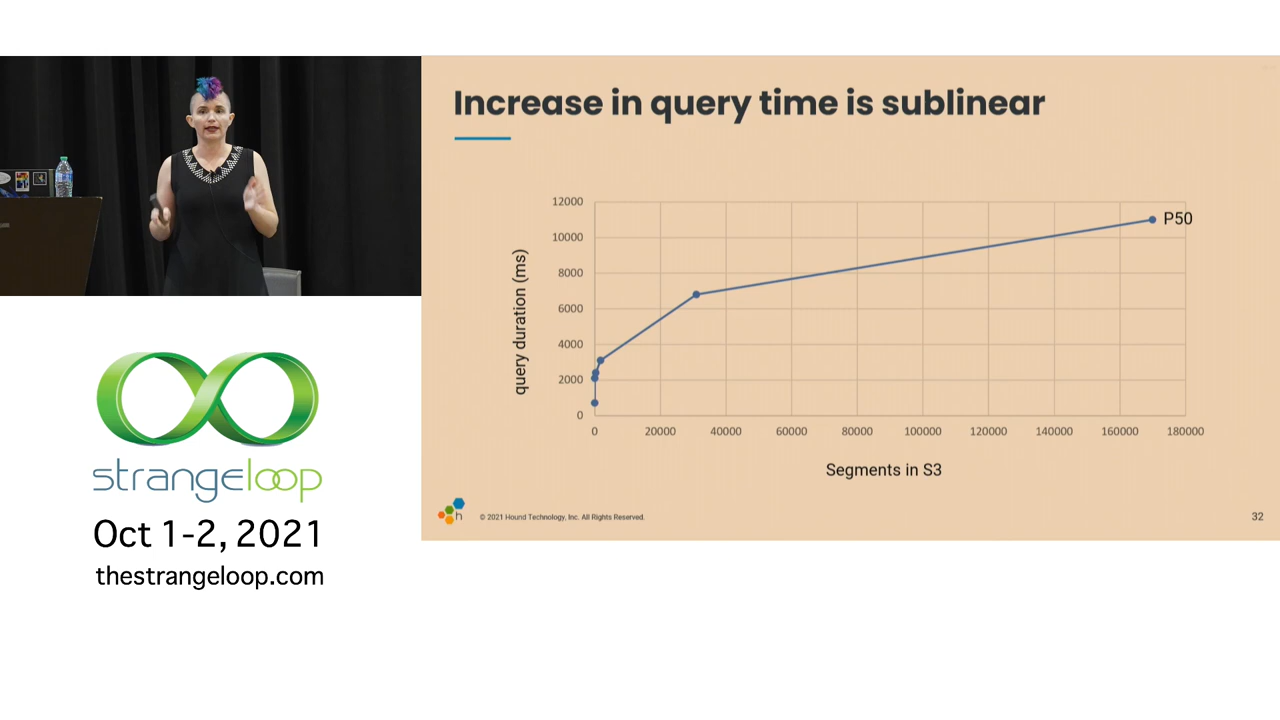 Increase in query time is sublinear
12000
10000
8000
6000
4000
2000
0
query duration (ms)
P50
0 20000 40000 60000 80000 100000 120000 140000 160000 180000
Segments in S3
h © 2021 Hound Technology, Inc. All Rights Reserved. 32
strangeloop
Oct 1-2, 2021
thestrangeloop.com